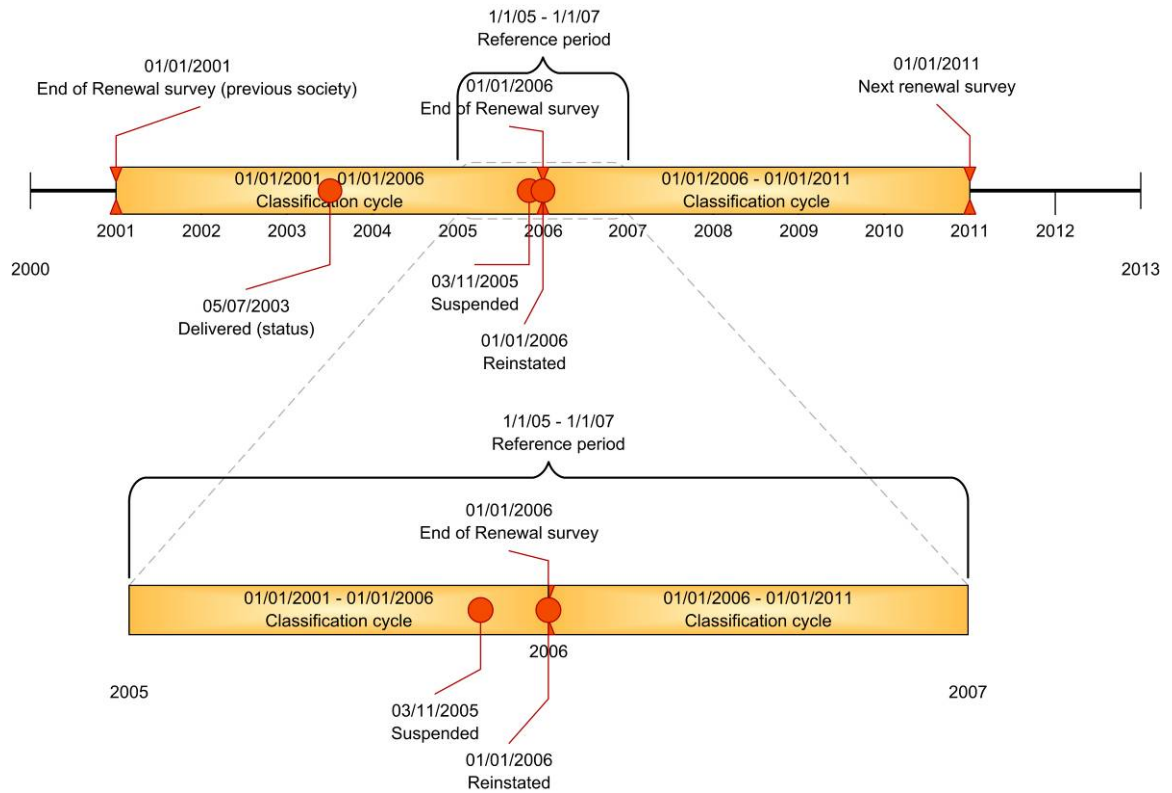 1/1/05 - 1/1/07
Reference period
01/01/2001
End of Renewal survey (previous society)
01/01/2006
End of Renewal survey
01/01/2011
Next renewal survey
01/01/2001 - 01/01/2006
Classification cycle
01/01/2006 - 01/01/2011
Classification cycle
2001 2002 2003 2004 2005 2006 2007 2008 2009 2010 2011 2012
2000 2013
03/11/2005
Suspended
05/07/2003
Delivered (status)
01/01/2006
Reinstated
1/1/05 - 1/1/07
Reference period
01/01/2006
End of Renewal survey
01/01/2001 - 01/01/2006
Classification cycle
01/01/2006 - 01/01/2011
Classification cycle
2006
2005 2007
03/11/2005
Suspended
01/01/2006
Reinstated